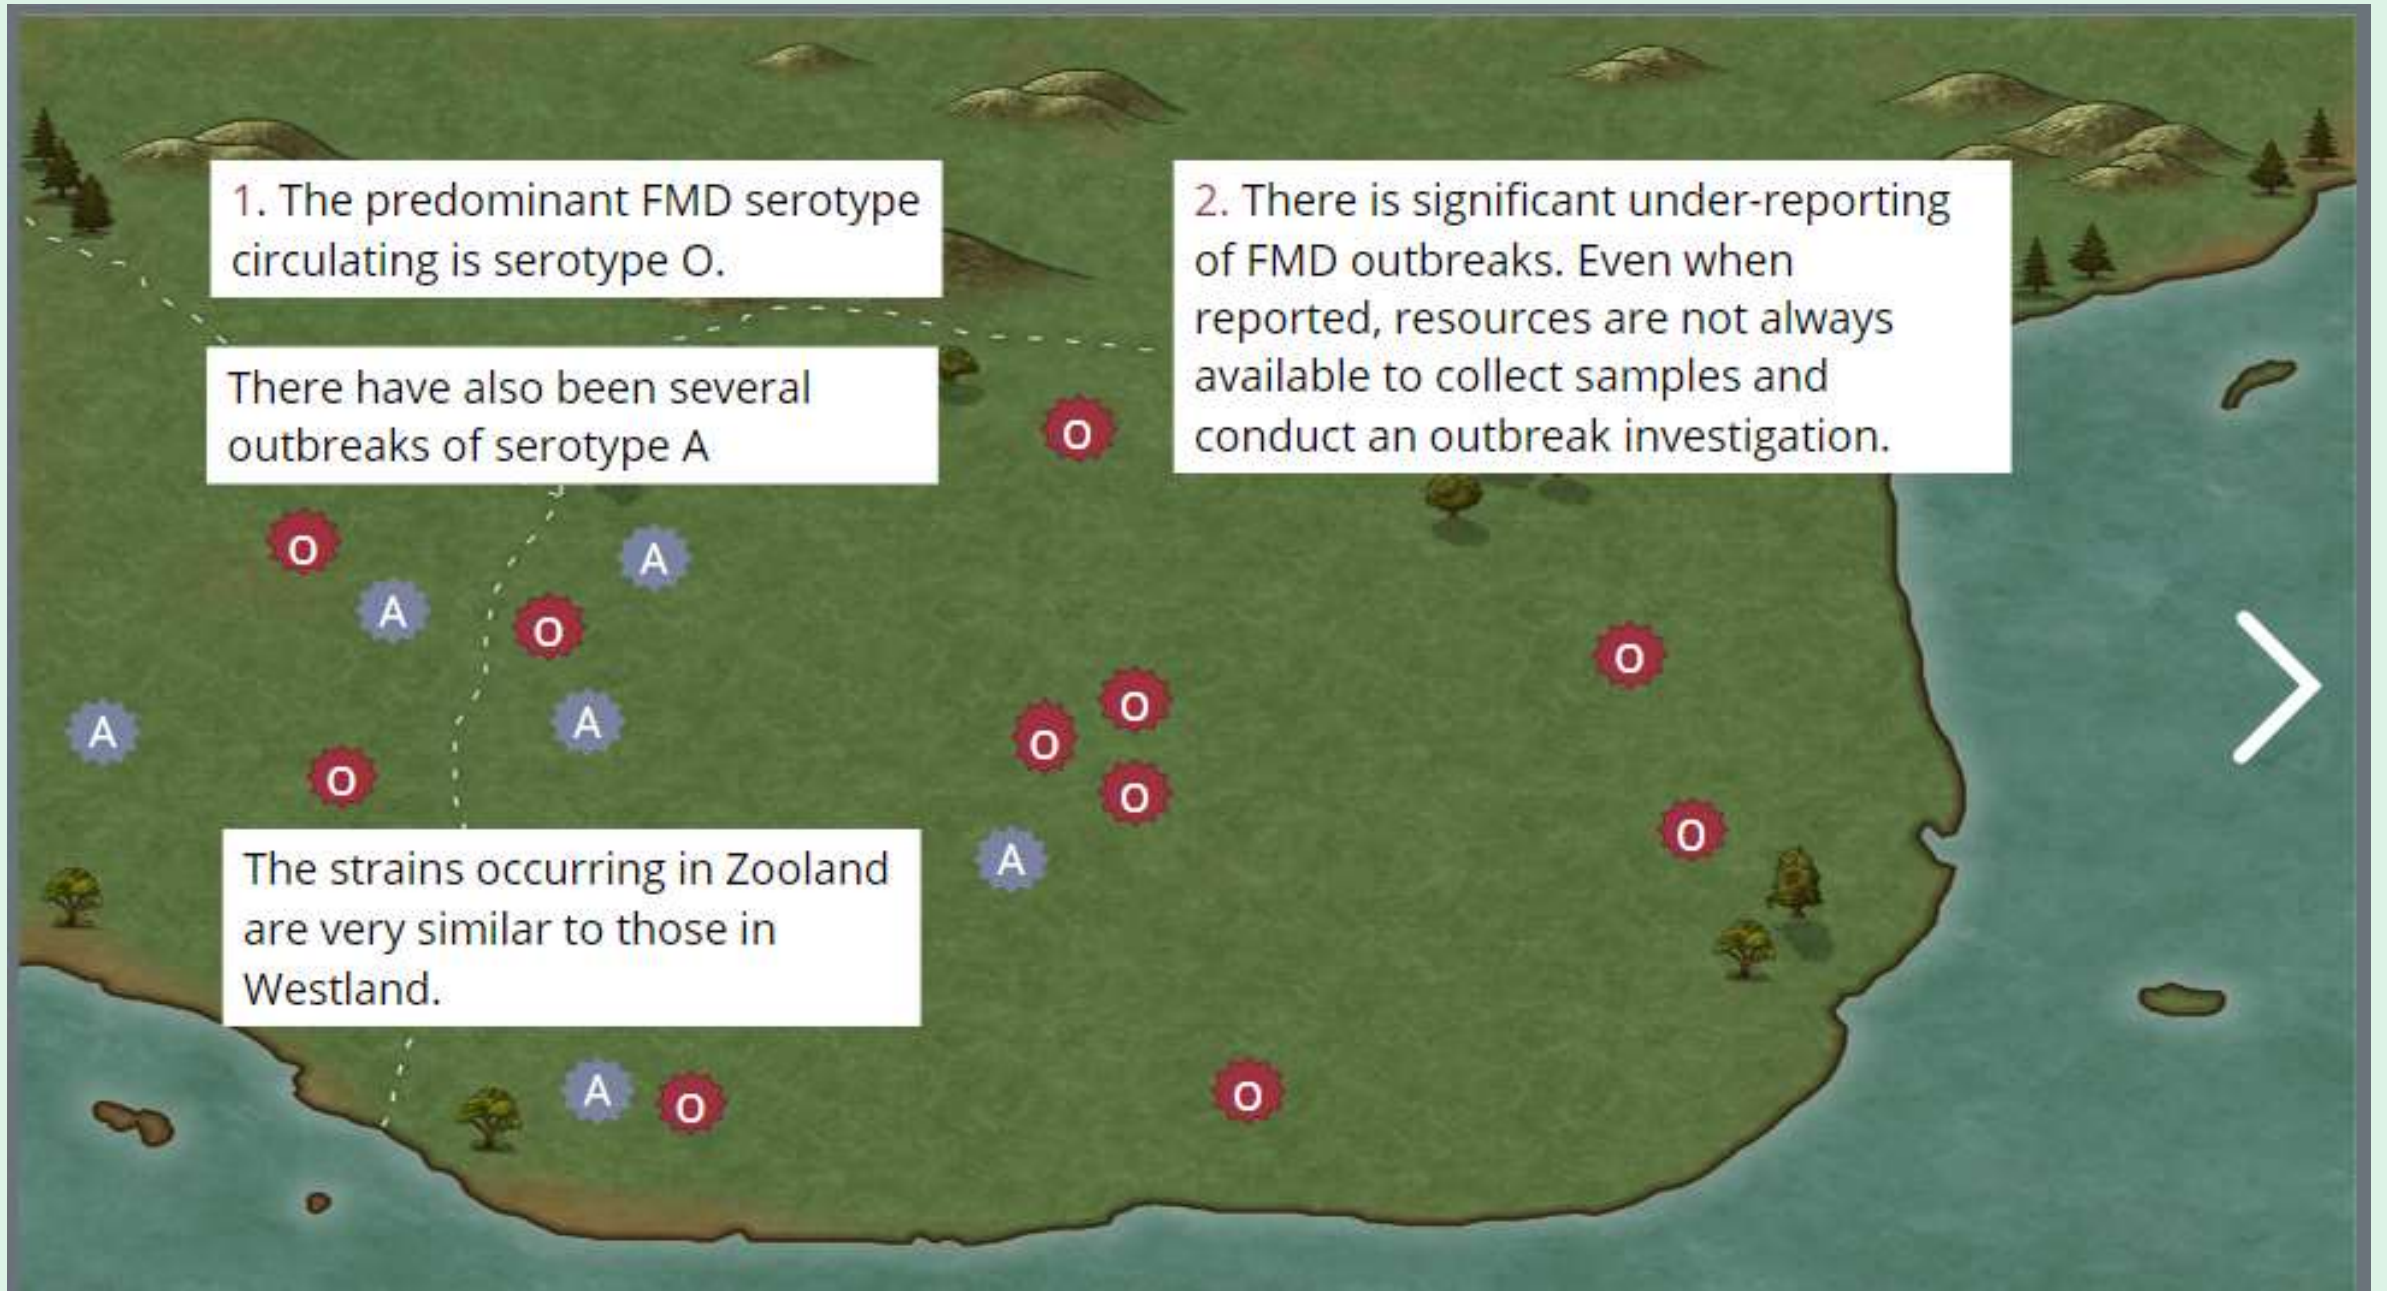 1. The predominant FMD serotype
circulating is serotype O.
2. There is significant under-reporting
of FMD outbreaks. Even when
reported, resources are not always
available to collect samples and
conduct an outbreak investigation.
There have also been several
outbreaks of serotype A
O
O
A
A
O
O
A
O
A
O
O
O
O
A
The strains occurring in Zooland
are very similar to those in
Westland.
A
O
O